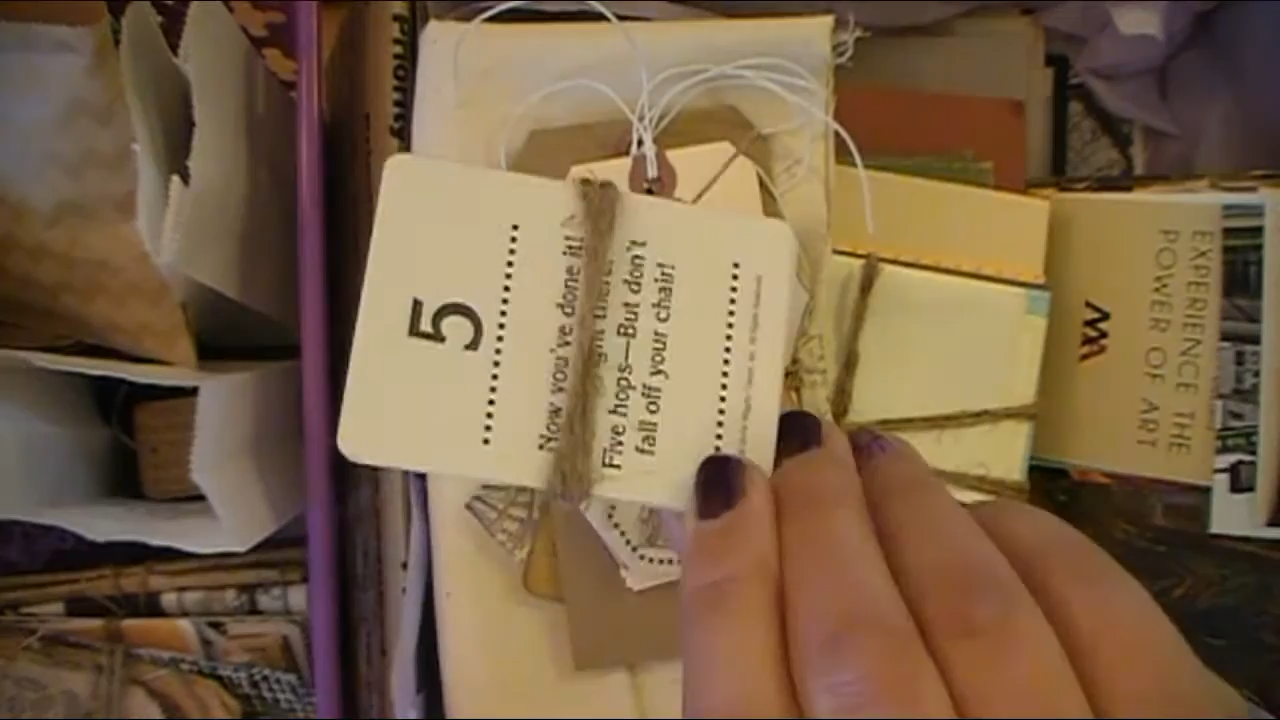 Priority
5
Now you've done it!
there.
Five hops—But don't
fall off your chair!
EXPERIENCE THE
POWER OF ART